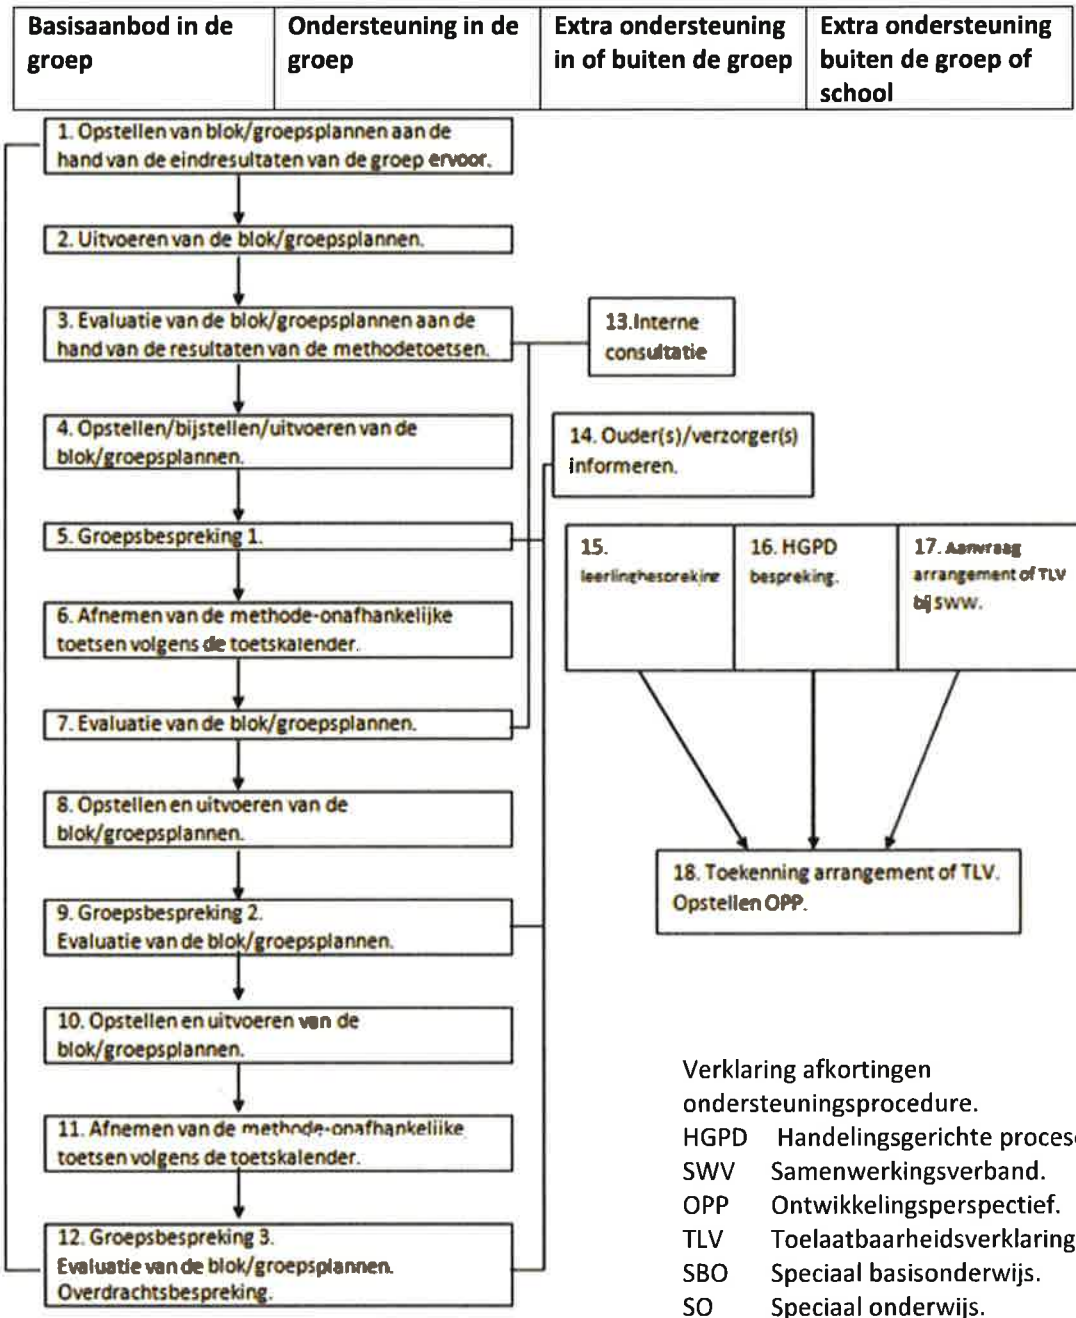 Basisaanbod in de
groep
Ondersteuning in de
groep
Extra ondersteuning
in of buiten de groep
Extra ondersteuning
buiten de groep of
school
1. Opstellen van blok/groepsplannen aan de
hand van de eindresultaten van de groep ervoor.
2. Uitvoeren van de blok/groepsplannen.
3. Evaluatie van de blok/groepsplannen aan de
hand van de resultaten van de methodetoetsen.
13.Interne
consultatie
4. Opstellen/bijstellen/uitvoeren van de
blok/groepsplannen.
14. Ouder(s)/verzorger(s)
informeren.
5. Groepsbespreking 1.
15.
leerlingbespreking
16. HGPD
bespreking.
17. Aanvraag
arrangement of TLV
bij SWW.
6. Afnemen van de methode-onafhankelijke
toetsen volgens de toetskalender.
7. Evaluatie van de blok/groepsplannen.
8. Opstellen en uitvoeren van de
blok/groepsplannen.
18. Toekenning arrangement of TLV.
Opstellen OPP.
9. Groepsbespreking 2.
Evaluatie van de blok/groepsplannen.
10. Opstellen en uitvoeren van de
blok/groepsplannen.
11. Afnemen van de methode-onafhankelijke
toetsen volgens de toetskalender.
12. Groepsbespreking 3.
Evaluatie van de blok/groepsplannen.
Overdrachtsbespreking.
Verklaring afkortingen
ondersteuningsprocedure.
HGPD Handelingsgerichte
SWV Samenwerkingsverband.
OPP Ontwikkelingsperspectief.
TLV Toelaatbaarheidsverklaring
SBO Speciaal basisonderwijs.
SO Speciaal onderwijs.